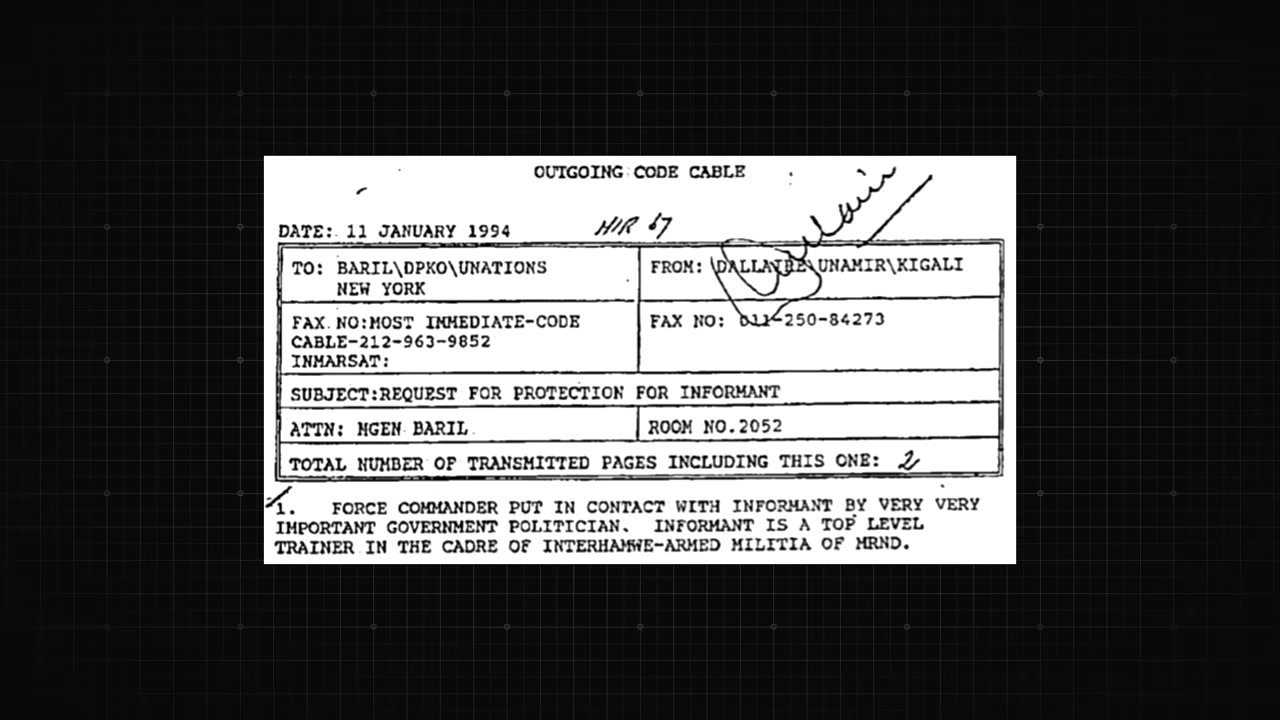 OUTGOING CODE CABLE
DATE: 11 JANUARY 1994
TO: BARIL\DPKO\UNATIONS
NEW YORK
FROM: DALLAIRE\UNAMIR\KIGALI
FAX NO:MOST IMMEDIATE-CODE
CABLE-212-963-9852
INMARSAT:
FAX NO: 011-250-84273
SUBJECT:REQUEST FOR PROTECTION FOR INFORMANT
ATTN: MGEN BARIL
ROOM NO.2052
TOTAL NUMBER OF TRANSMITTED PAGES INCLUDING THIS ONE: 2
1. FORCE COMMANDER PUT IN CONTACT WITH INFORMANT BY VERY VERY
IMPORTANT GOVERNMENT POLITICIAN. INFORMANT IS A TOP LEVEL
TRAINER IN THE CADRE OF INTERHAMWE-ARMED MILITIA OF MRND.